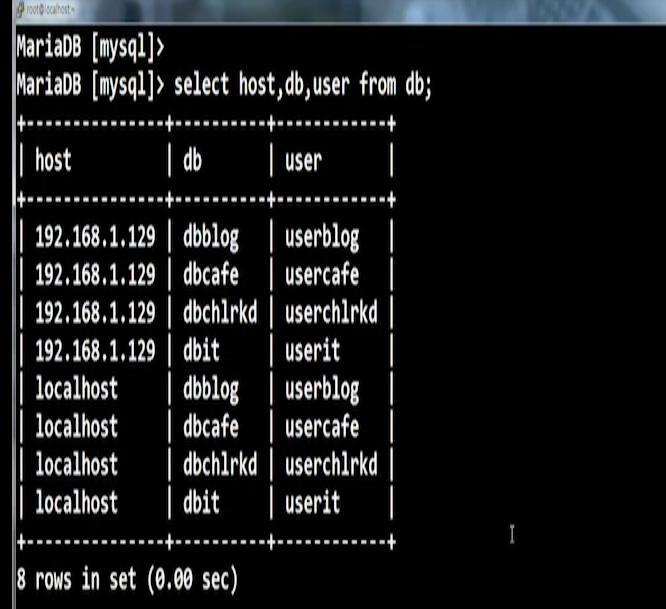 root@localhost:~
MariaDB [mysql]>
MariaDB [mysql]> select host,db,user from db;
+---------------+----------+------------+
| host          | db       | user       |
+---------------+----------+------------+
| 192.168.1.129 | dbblog   | userblog   |
| 192.168.1.129 | dbcafe   | usercafe   |
| 192.168.1.129 | dbchlrkd | userchlrkd |
| 192.168.1.129 | dbit     | userit     |
| localhost     | dbblog   | userblog   |
| localhost     | dbcafe   | usercafe   |
| localhost     | dbchlrkd | userchlrkd |
| localhost     | dbit     | userit     |
+---------------+----------+------------+
8 rows in set (0.00 sec)